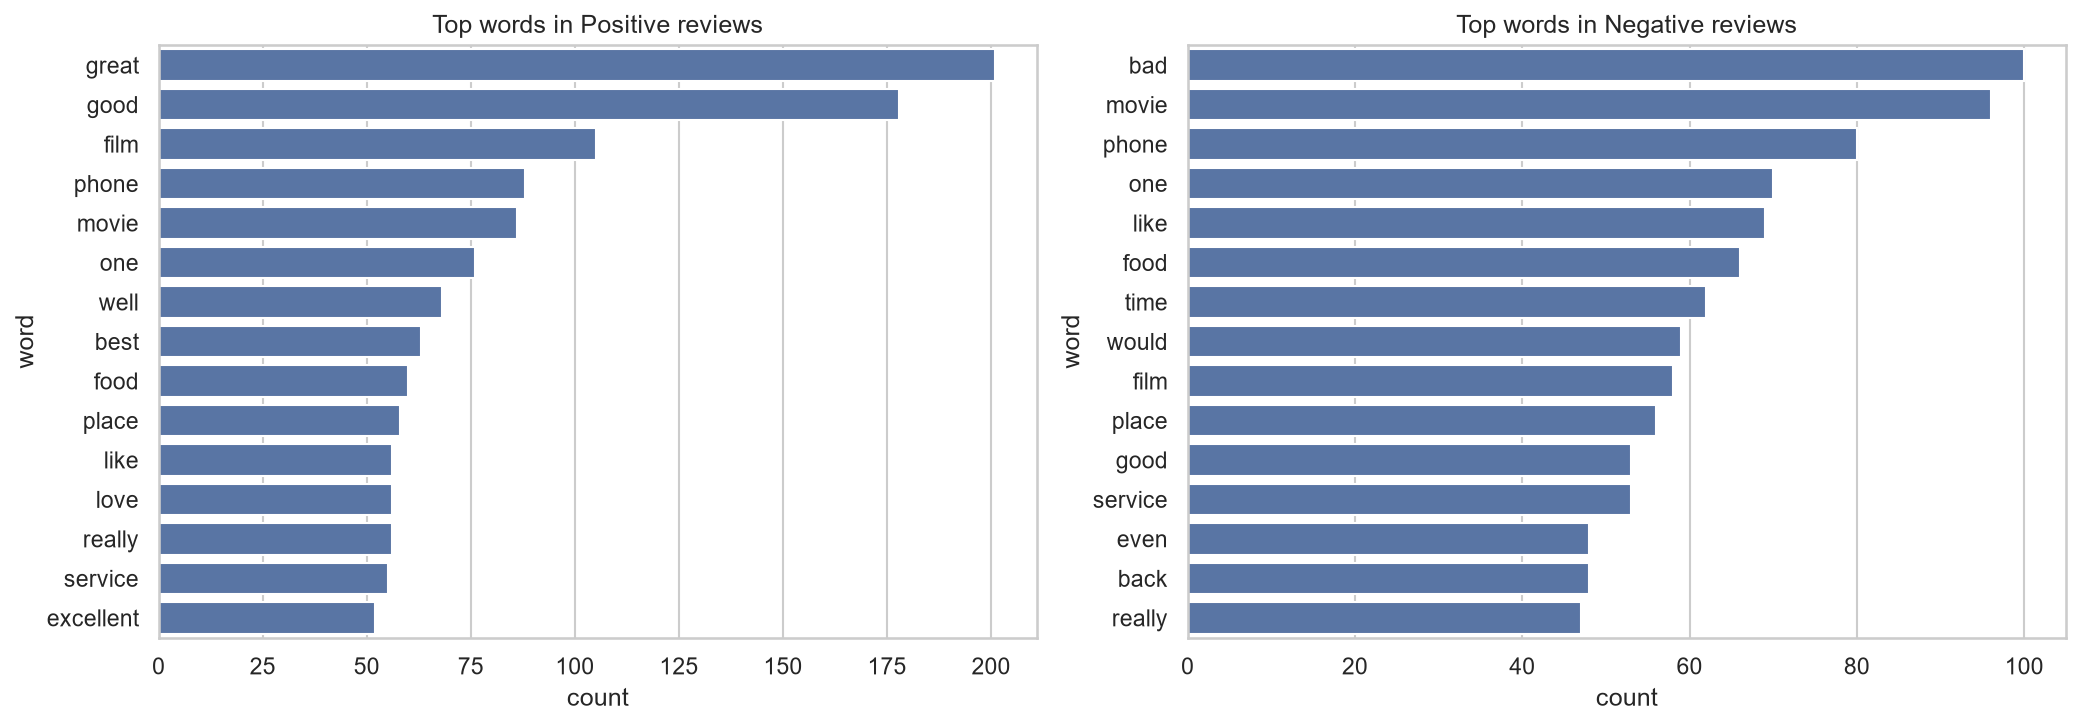 Top words in Positive reviews
great
good
film
phone
movie
one
well
best
food
place
like
love
really
service
excellent
word
0 25 50 75 100 125 150 175 200
count
Top words in Negative reviews
bad
movie
phone
one
like
food
time
would
film
place
good
service
even
back
really
word
0 20 40 60 80 100
count